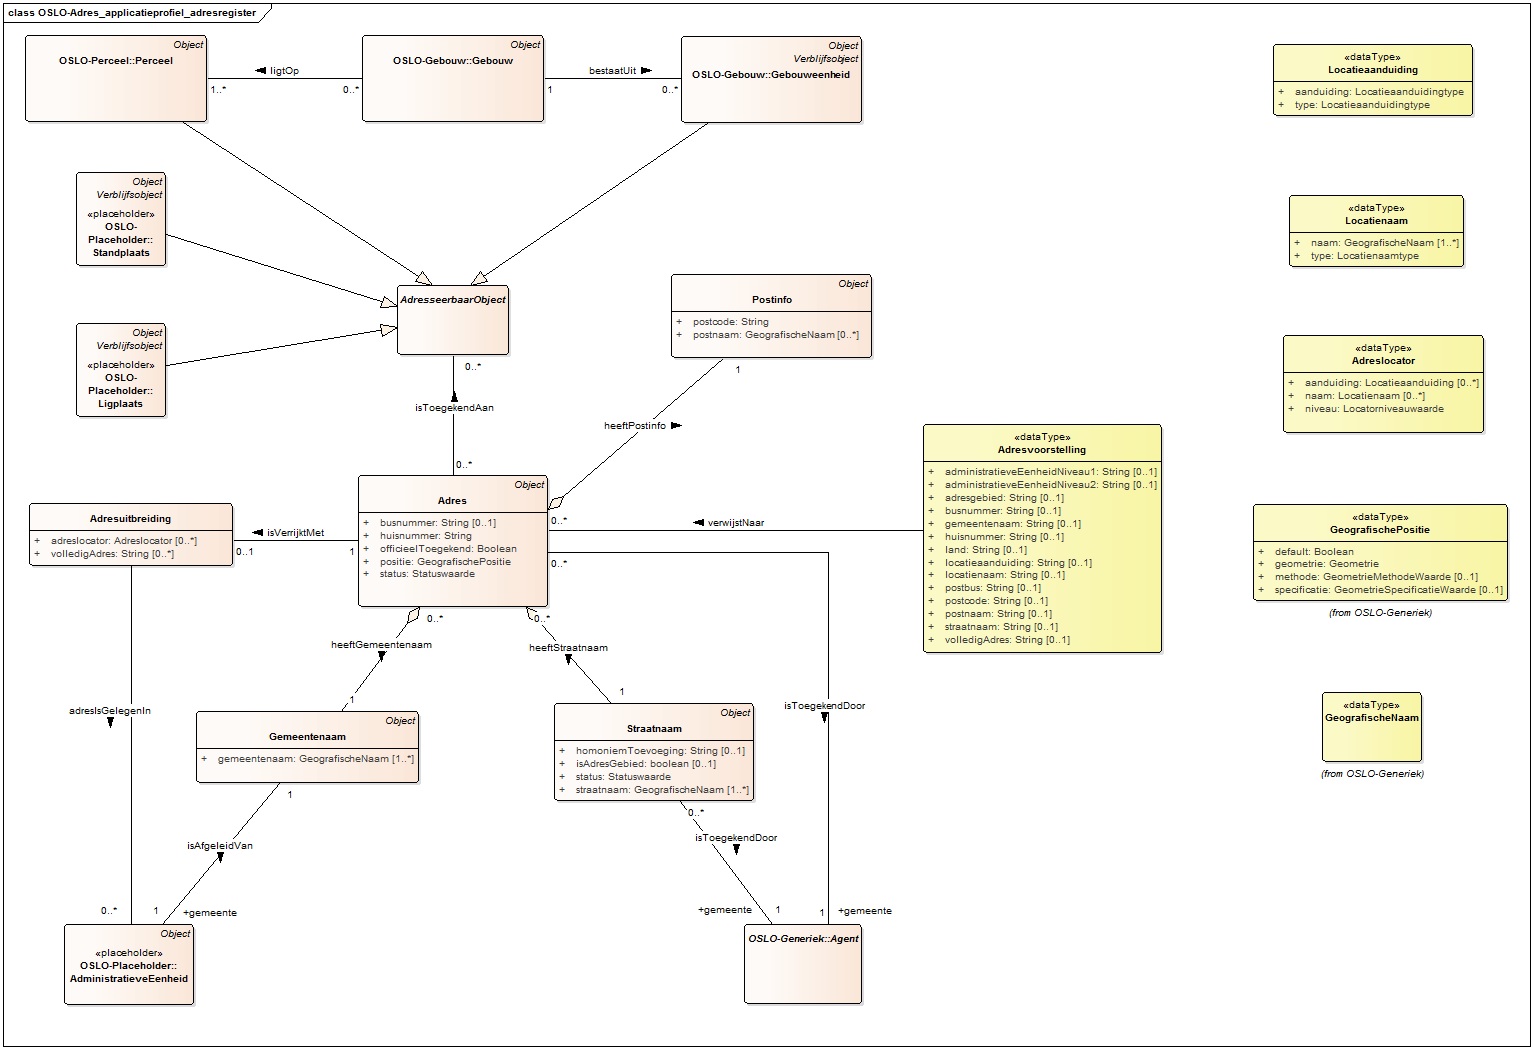 class OSLO-Adres_applicatieprofiel_adresregister
Object
OSLO-Perceel::Perceel
ligtOp
1..*
0..*
Object
OSLO-Gebouw::Gebouw
bestaatUit
1
0..*
Object
Verblijfsobject
OSLO-Gebouw::Gebouweenheid
«dataType»
Locatieaanduiding
+ aanduiding: Locatieaanduidingtype
+ type: Locatieaanduidingtype
Object
Verblijfsobject
«placeholder»
OSLO-
Placeholder::
Standplaats
«dataType»
Locatienaam
+ naam: GeografischeNaam [1..*]
+ type: Locatienaamtype
AdresseerbaarObject
0..*
isToegekendAan
0..*
Object
Postinfo
+ postcode: String
+ postnaam: GeografischeNaam [0..*]
1
heeftPostinfo
0..*
Object
Verblijfsobject
«placeholder»
OSLO-
Placeholder::
Ligplaats
«dataType»
Adreslocator
+ aanduiding: Locatieaanduiding [0..*]
+ naam: Locatienaam [0..*]
+ niveau: Locatorniveauwaarde
«dataType»
Adresvoorstelling
+ administratieveEenheidNiveau1: String [0..1]
+ administratieveEenheidNiveau2: String [0..1]
+ adresgebied: String [0..1]
+ busnummer: String [0..1]
+ gemeentenaam: String [0..1]
+ huisnummer: String [0..1]
+ land: String [0..1]
+ locatieaanduiding: String [0..1]
+ locatienaam: String [0..1]
+ postbus: String [0..1]
+ postcode: String [0..1]
+ postnaam: String [0..1]
+ straatnaam: String [0..1]
+ volledigAdres: String [0..1]
verwijstNaar
Object
Adres
+ busnummer: String [0..1]
+ huisnummer: String
+ officieelToegekend: Boolean
+ positie: GeografischePositie
+ status: Statuswaarde
Adresuitbreiding
+ adreslocator: Adreslocator [0..*]
+ volledigAdres: String [0..*]
isVerrijktMet
0..1
1
0..*
«dataType»
GeografischePositie
+ default: Boolean
+ geometrie: Geometrie
+ methode: GeometrieMethodeWaarde [0..1]
+ specificatie: GeometrieSpecificatieWaarde [0..1]
(from OSLO-Generiek)
0..*
heeftGemeentenaam
1
0..*
heeftStraatnaam
1
adresIsGelegenIn
0..*
isToegekendDoor
Object
Gemeentenaam
+ gemeentenaam: GeografischeNaam [1..*]
1
isAfgeleidVan
1
+gemeente
Object
Straatnaam
+ homoniemToevoeging: String [0..1]
+ isAdresGebied: boolean [0..1]
+ status: Statuswaarde
+ straatnaam: GeografischeNaam [1..*]
0..*
isToegekendDoor
+gemeente
1
1
+gemeente
«dataType»
GeografischeNaam
(from OSLO-Generiek)
Object
«placeholder»
OSLO-Placeholder::
AdministratieveEenheid
OSLO-Generiek::Agent